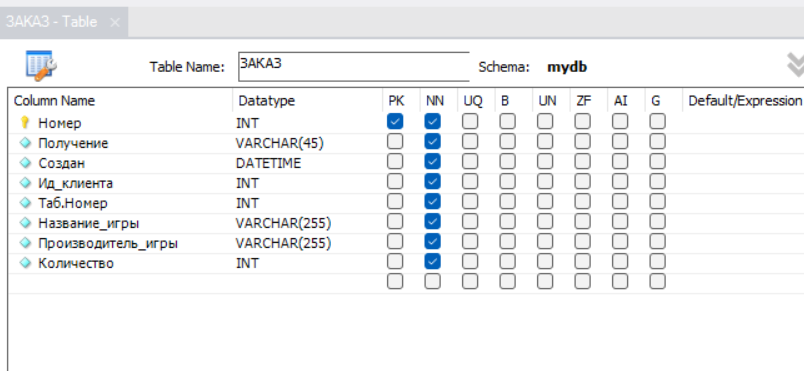 ЗАКАЗ - Table ×
Table Name: ЗАКАЗ Schema: mydb
Column Name Datatype PK NN UQ B UN ZF AI G Default/Expression
Номер INT
Получение VARCHAR(45)
Создан DATETIME
Ид_клиента INT
Таб.Номер INT
Название_игры VARCHAR(255)
Производитель_игры VARCHAR(255)
Количество INT